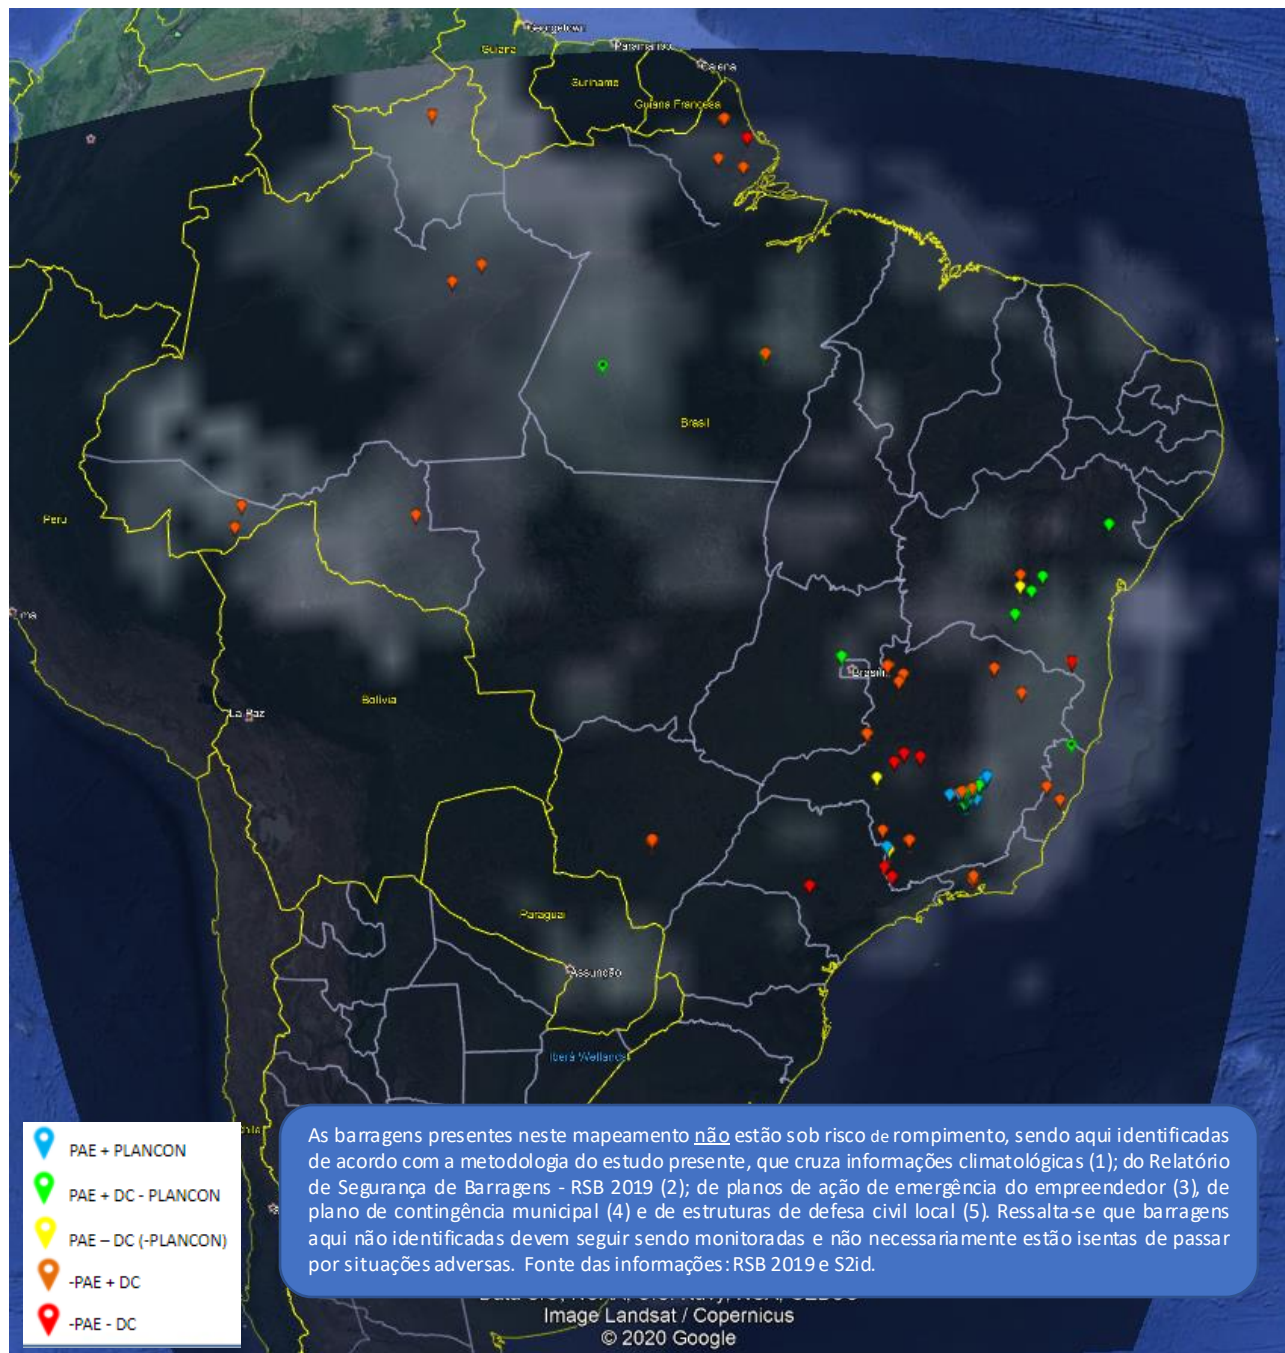 Georgetown
Guiana
Paramaribo
Caiena
Suriname
Guiana Francesa
Brasil
Peru
Lima
Brasíli
La Paz
Bolívia
Paraguai
Assunção
Iberá Wetlands
PAE + PLANCON
PAE + DC - PLANCON
PAE – DC (-PLANCON)
-PAE + DC
-PAE - DC
As barragens presentes neste mapeamento não estão sob risco de rompimento, sendo aqui identificadas
de acordo com a metodologia do estudo presente, que cruza informações climatológicas (1); do Relatório
de Segurança de Barragens - RSB 2019 (2); de planos de ação de emergência do empreendedor (3), de
plano de contingência municipal (4) e de estruturas de defesa civil local (5). Ressalta-se que barragens
aqui não identificadas devem seguir sendo monitoradas e não necessariamente estão isentas de passar
por situações adversas. Fonte das informações: RSB 2019 e S2id.
Image Landsat / Copernicus
© 2020 Google